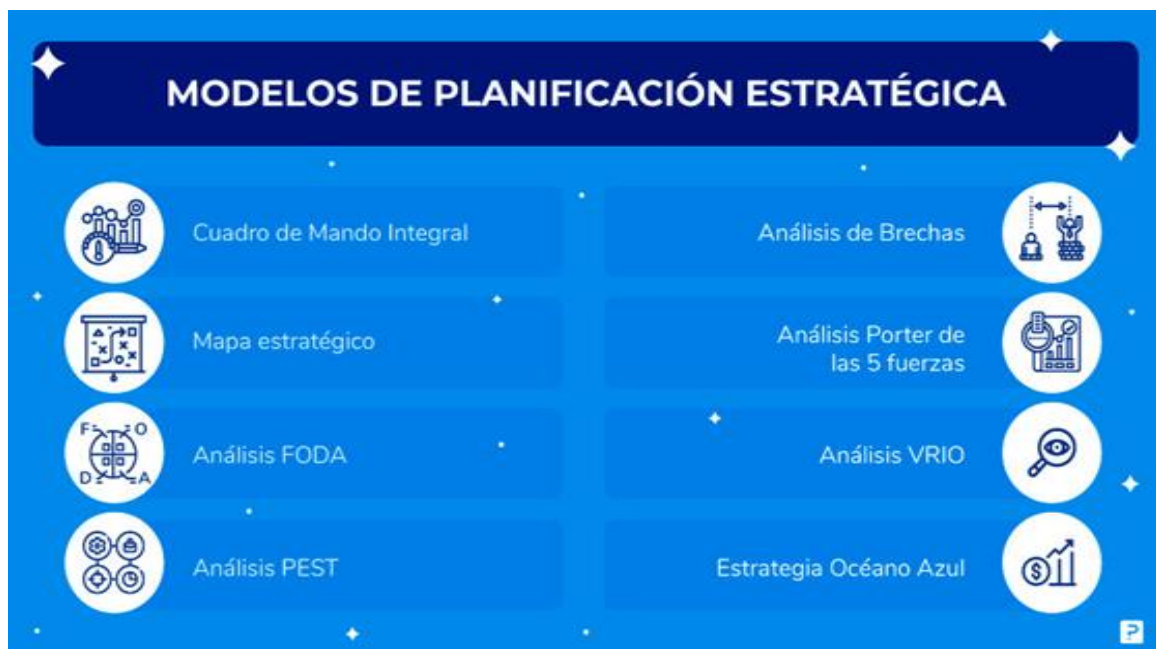 MODELOS DE PLANIFICACIÓN ESTRATÉGICA
Cuadro de Mando Integral
Mapa estratégico
F O
D A
Análisis FODA
Análisis PEST
Análisis de Brechas
Análisis Porter de
las 5 fuerzas
Análisis VRIO
Estrategia Océano Azul
$